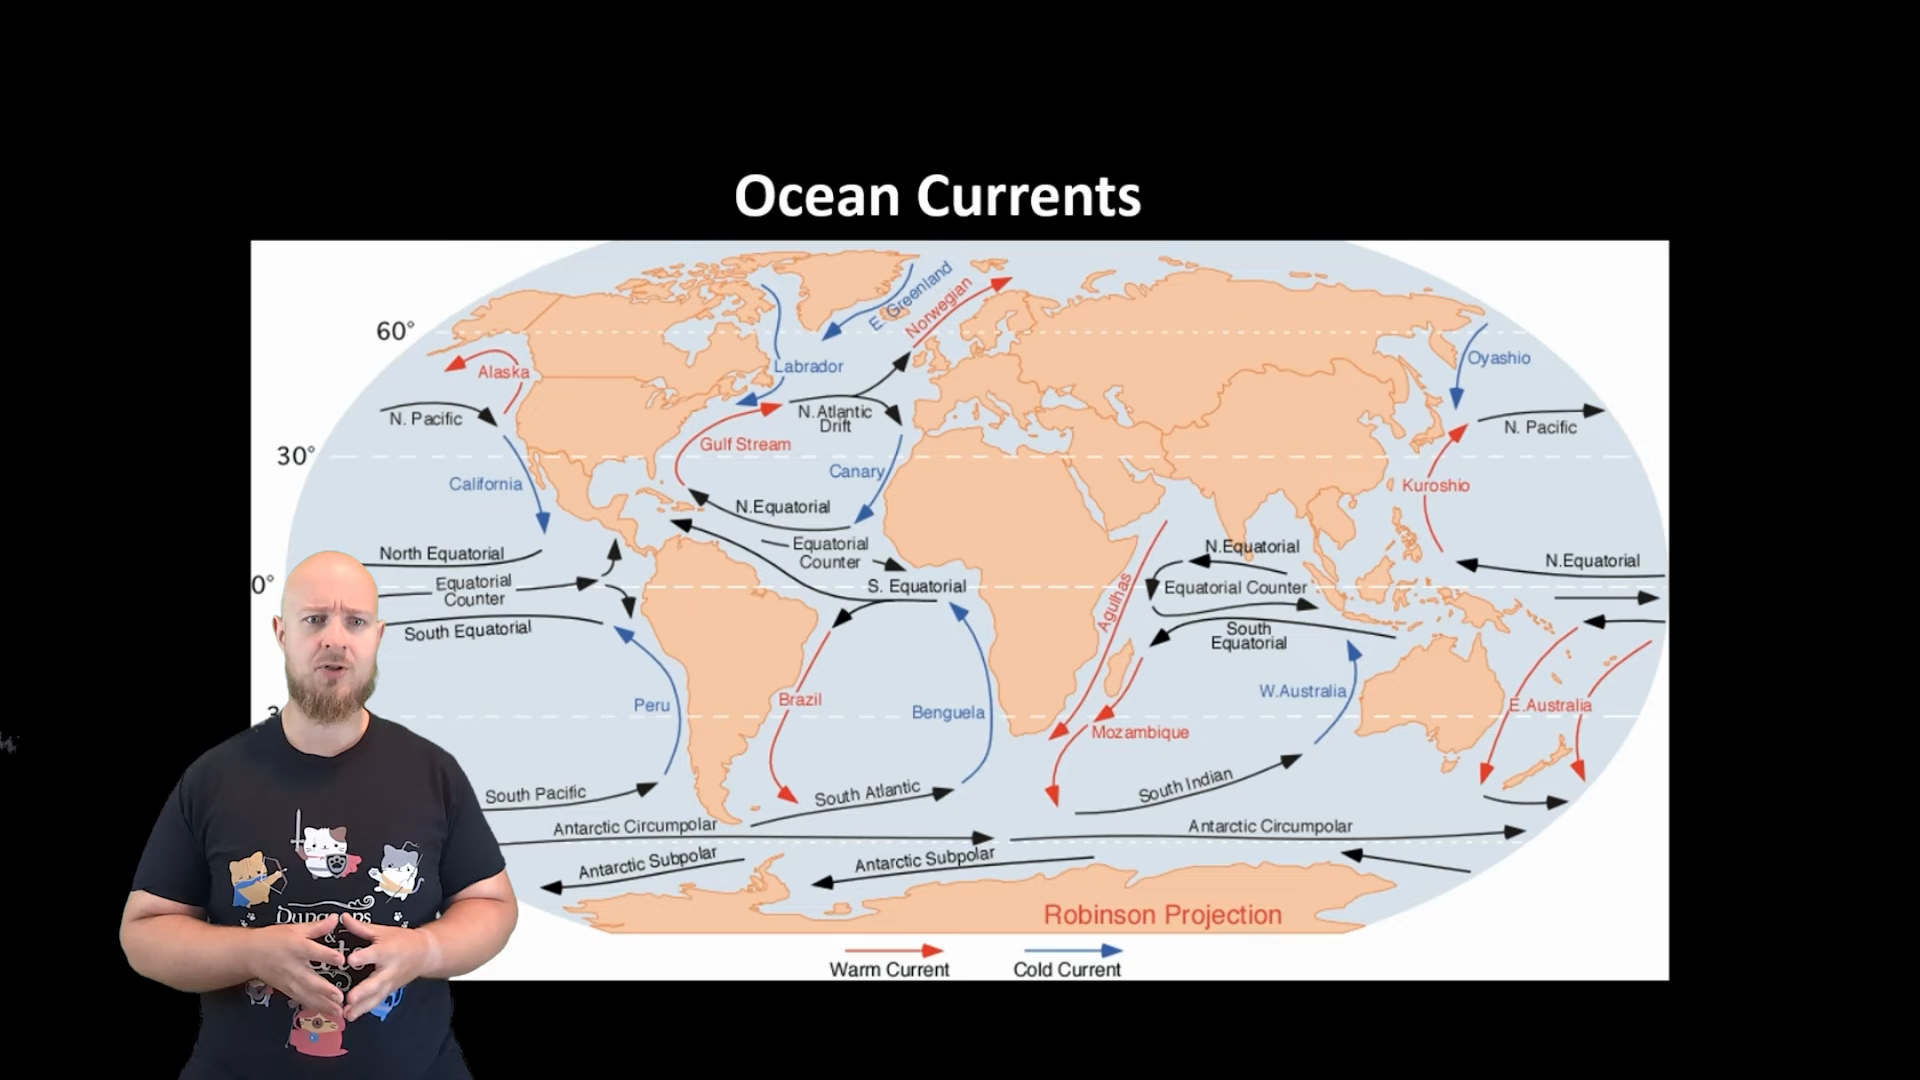 Ocean Currents
60°
30°
0°
Alaska
N. Pacific
California
North Equatorial
Equatorial
Counter
South Equatorial
Peru
South Pacific
Antarctic Circumpolar
Antarctic Subpolar
Labrador
E. Greenland
Norwegian
N.Atlantic
Drift
Gulf Stream
Canary
N.Equatorial
Equatorial
Counter
S. Equatorial
Brazil
Benguela
South Atlantic
Antarctic Subpolar
Agulhas
Mozambique
N.Equatorial
Equatorial Counter
South
Equatorial
W.Australia
South Indian
Antarctic Circumpolar
Oyashio
N. Pacific
Kuroshio
N.Equatorial
E.Australia
Robinson Projection
Warm Current
Cold Current
Dungeons
&